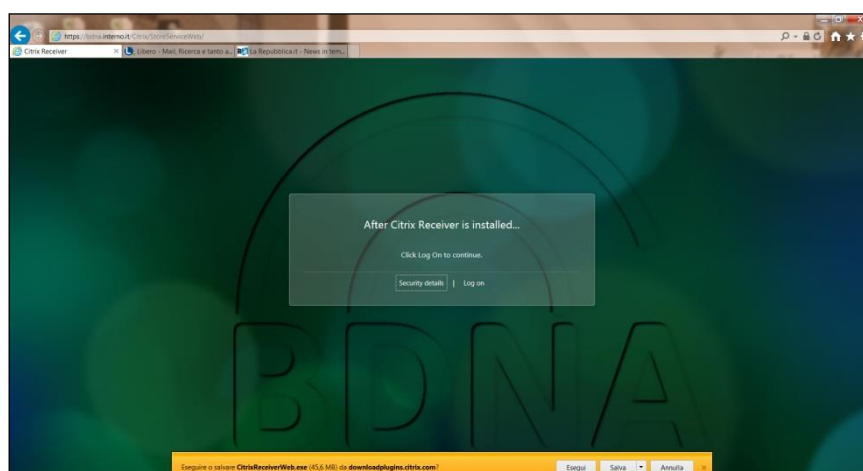 https://bdna.interno.it/Citrix/StoreServiceWeb/
Citrix Receiver
Libero - Mail, Ricerca e tanto a...
La Repubblica.it - News in tem...
After Citrix Receiver is installed...
Click Log On to continue.
Security details | Log on
BDNA
Eseguire o salvare CitrixReceiverWeb.exe (45,6 MB) da downloadplugins.citrix.com?
Esegui Salva Annulla